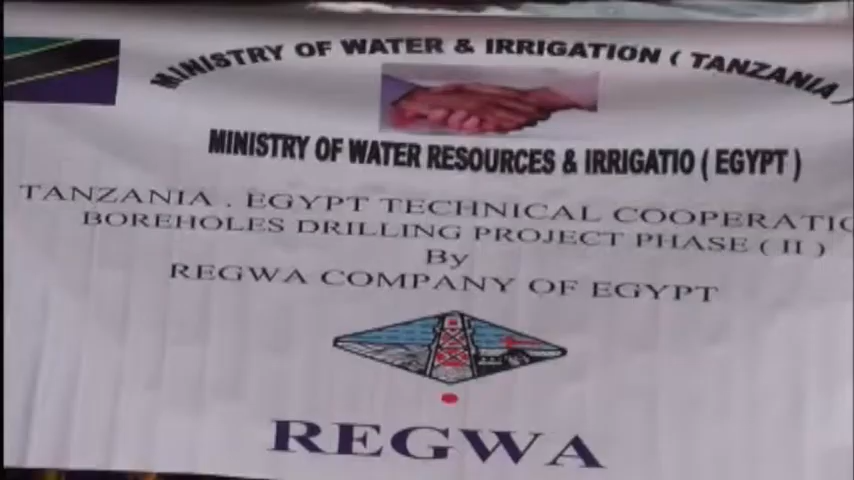 MINISTRY OF WATER & IRRIGATION ( TANZANIA )
MINISTRY OF WATER RESOURCES & IRRIGATIO ( EGYPT )
TANZANIA . EGYPT TECHNICAL COOPERATIO
BOREHOLES DRILLING PROJECT PHASE ( II )
By
REGWA COMPANY OF EGYPT
REGWA